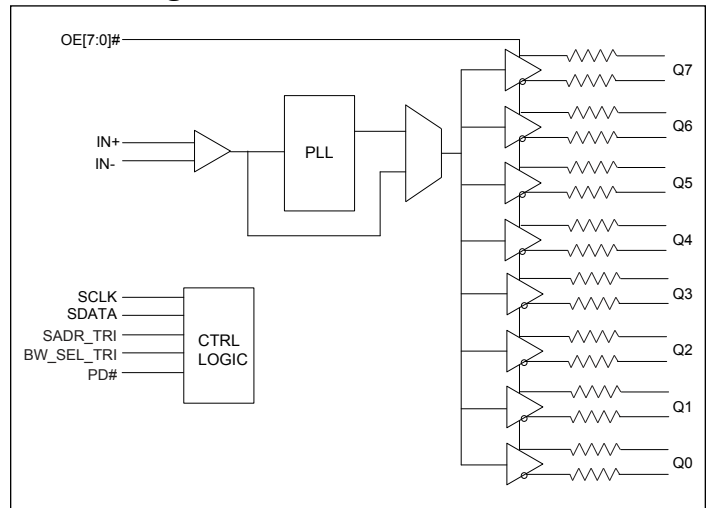 OE[7:0]#
Q7
Q6
IN+
IN-
PLL
Q5
Q4
Q3
SCLK
SDATA
SADR_TRI
BW_SEL_TRI
PD#
CTRL
LOGIC
Q2
Q1
Q0